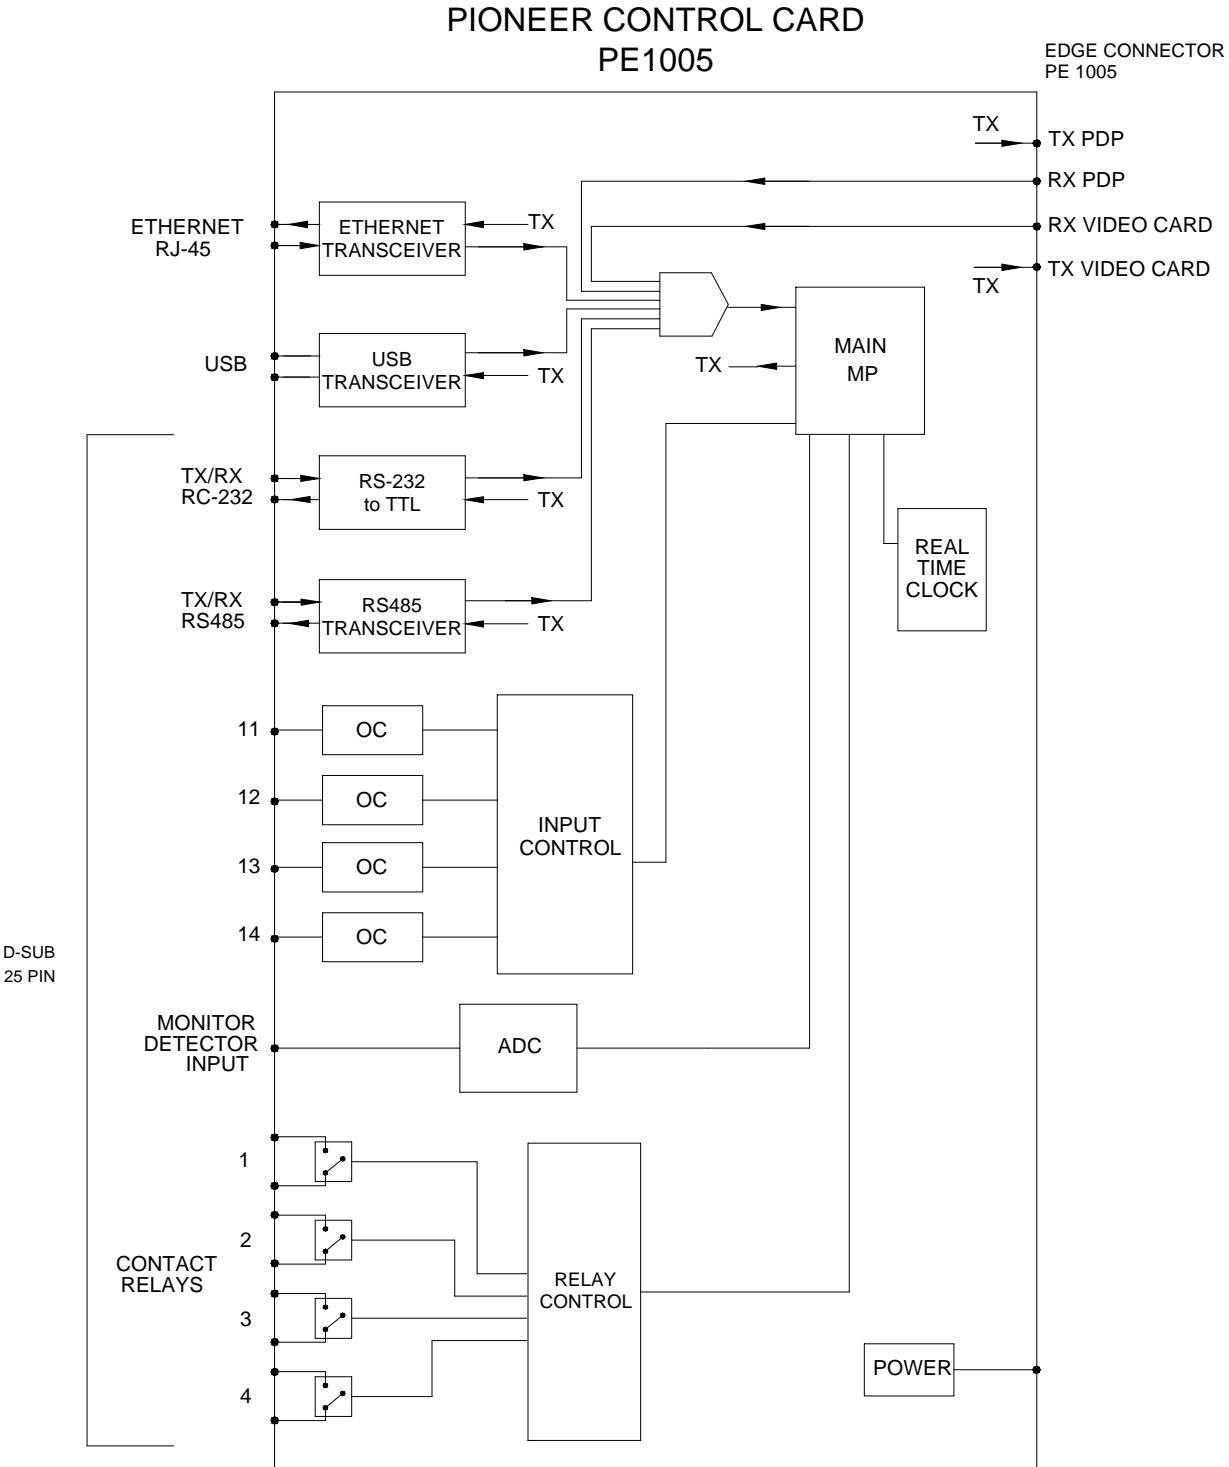 PIONEER CONTROL CARD
PE1005
EDGE CONNECTOR
PE 1005
TX
TX PDP
RX PDP
RX VIDEO CARD
TX VIDEO CARD
TX
ETHERNET
RJ-45
ETHERNET
TRANSCEIVER
TX
USB
USB
TRANSCEIVER
TX
MAIN
MP
TX
TX/RX
RC-232
RS-232
to TTL
TX
REAL
TIME
CLOCK
TX/RX
RS485
RS485
TRANSCEIVER
TX
11
OC
12
OC
13
OC
14
OC
INPUT
CONTROL
D-SUB
25 PIN
MONITOR
DETECTOR
INPUT
ADC
1
2
CONTACT
RELAYS
3
4
RELAY
CONTROL
POWER